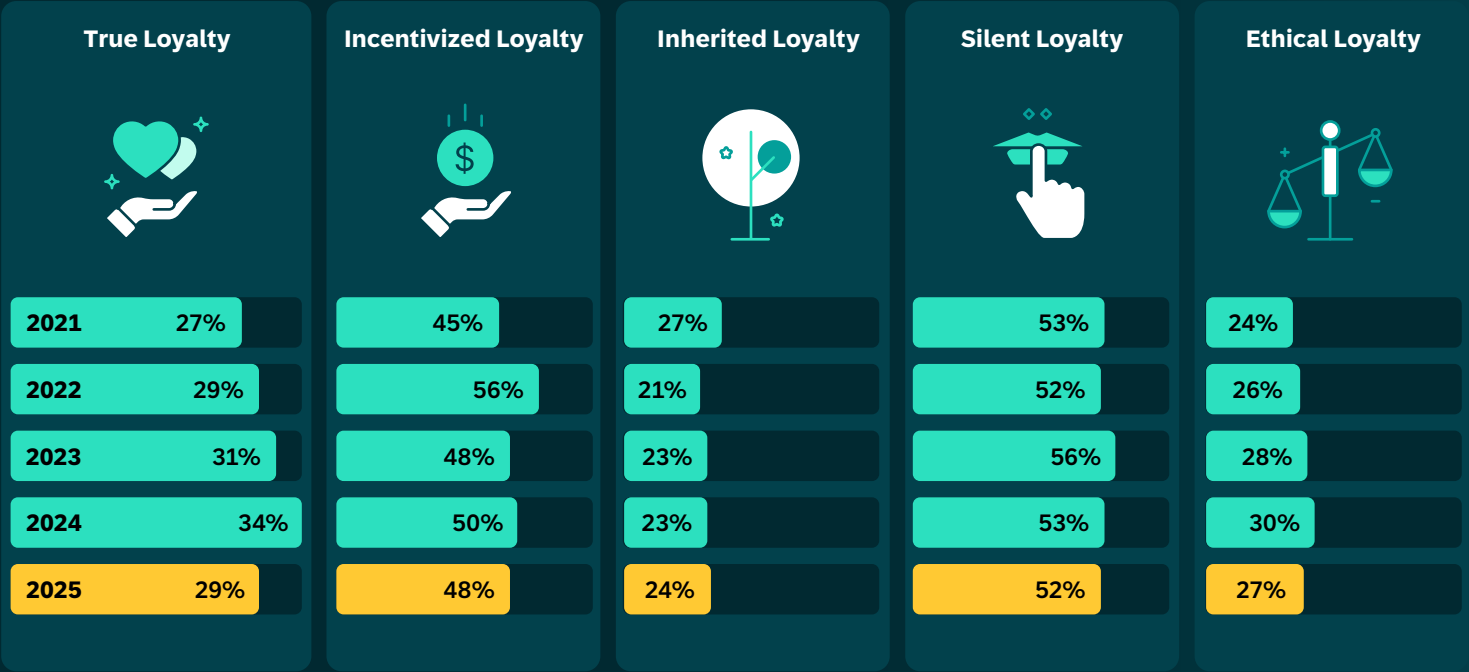 True Loyalty
Incentivized Loyalty
Inherited Loyalty
Silent Loyalty
Ethical Loyalty
$
2021 27% 45% 27% 53% 24%
2022 29% 56% 21% 52% 26%
2023 31% 48% 23% 56% 28%
2024 34% 50% 23% 53% 30%
2025 29% 48% 24% 52% 27%